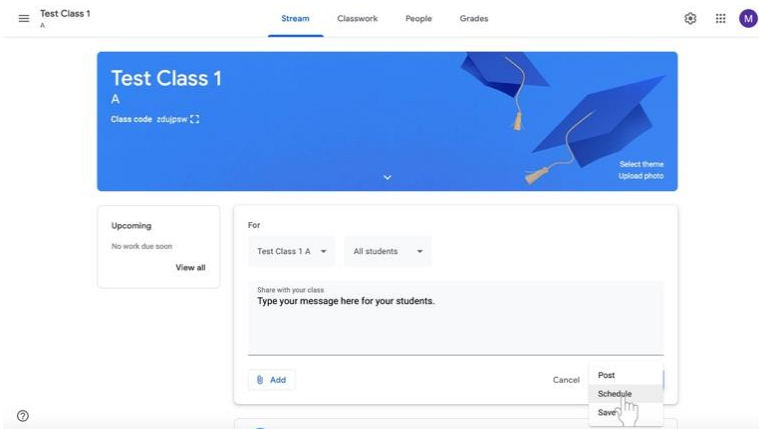 Test Class 1
A
Stream Classwork People Grades
M
Test Class 1
A
Class code zdujpsw
Select theme
Upload photo
Upcoming
No work due soon
View all
For
Test Class 1 A All students
Share with your class
Type your message here for your students.
Add Cancel
Post
Schedule
Save